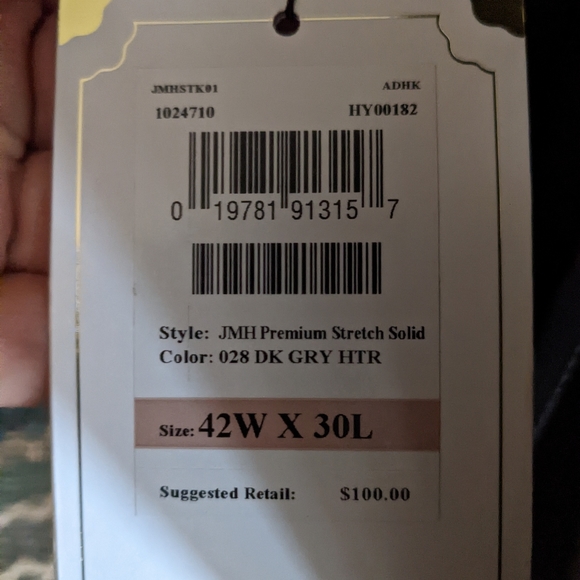 JMHSTK01 ADHK
1024710 HY00182
0 19781 91315 7
Style: JMH Premium Stretch Solid
Color: 028 DK GRY HTR
Size: 42W X 30L
Suggested Retail: $100.00